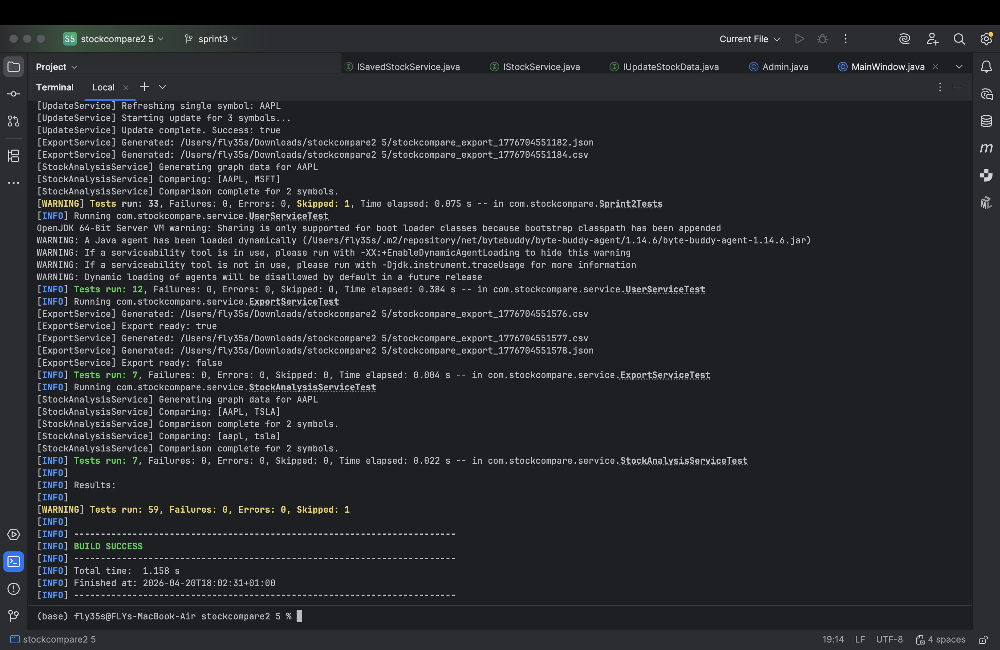 S5 stockcompare2 5 sprint3 Current File
Project ISavedStockService.java IStockService.java IUpdateStockData.java Admin.java MainWindow.java
Terminal Local
[UpdateService] Refreshing single symbol: AAPL
[UpdateService] Starting update for 3 symbols...
[UpdateService] Update complete. Success: true
[ExportService] Generated: /Users/fly35s/Downloads/stockcompare2 5/stockcompare_export_1776704551182.json
[ExportService] Generated: /Users/fly35s/Downloads/stockcompare2 5/stockcompare_export_1776704551184.csv
[StockAnalysisService] Generating graph data for AAPL
[StockAnalysisService] Comparing: [AAPL, MSFT]
[StockAnalysisService] Comparison complete for 2 symbols.
[WARNING] Tests run: 33, Failures: 0, Errors: 0, Skipped: 1, Time elapsed: 0.075 s -- in com.stockcompare.Sprint2Tests
[INFO] Running com.stockcompare.service.UserServiceTest
OpenJDK 64-Bit Server VM warning: Sharing is only supported for boot loader classes because bootstrap classpath has been appended
WARNING: A Java agent has been loaded dynamically (/Users/fly35s/.m2/repository/net/bytebuddy/byte-buddy-agent/1.14.6/byte-buddy-agent-1.14.6.jar)
WARNING: If a serviceability tool is in use, please run with -XX:+EnableDynamicAgentLoading to hide this warning
WARNING: If a serviceability tool is not in use, please run with -Djdk.instrument.traceUsage for more information
WARNING: Dynamic loading of agents will be disallowed by default in a future release
[INFO] Tests run: 12, Failures: 0, Errors: 0, Skipped: 0, Time elapsed: 0.384 s -- in com.stockcompare.service.UserServiceTest
[INFO] Running com.stockcompare.service.ExportServiceTest
[ExportService] Generated: /Users/fly35s/Downloads/stockcompare2 5/stockcompare_export_1776704551576.csv
[ExportService] Export ready: true
[ExportService] Generated: /Users/fly35s/Downloads/stockcompare2 5/stockcompare_export_1776704551577.csv
[ExportService] Generated: /Users/fly35s/Downloads/stockcompare2 5/stockcompare_export_1776704551578.json
[ExportService] Export ready: false
[INFO] Tests run: 7, Failures: 0, Errors: 0, Skipped: 0, Time elapsed: 0.004 s -- in com.stockcompare.service.ExportServiceTest
[INFO] Running com.stockcompare.service.StockAnalysisServiceTest
[StockAnalysisService] Generating graph data for AAPL
[StockAnalysisService] Comparing: [AAPL, TSLA]
[StockAnalysisService] Comparison complete for 2 symbols.
[StockAnalysisService] Comparing: [aapl, tsla]
[StockAnalysisService] Comparison complete for 2 symbols.
[INFO] Tests run: 7, Failures: 0, Errors: 0, Skipped: 0, Time elapsed: 0.022 s -- in com.stockcompare.service.StockAnalysisServiceTest
[INFO]
[INFO] Results:
[INFO]
[WARNING] Tests run: 59, Failures: 0, Errors: 0, Skipped: 1
[INFO]
[INFO] ------------------------------------------------------------------------
[INFO] BUILD SUCCESS
[INFO] ------------------------------------------------------------------------
[INFO] Total time:  1.158 s
[INFO] Finished at: 2026-04-20T18:02:31+01:00
[INFO] ------------------------------------------------------------------------
(base) fly35s@FLYs-MacBook-Air stockcompare2 5 %
stockcompare2 5 19:14 LF UTF-8 4 spaces